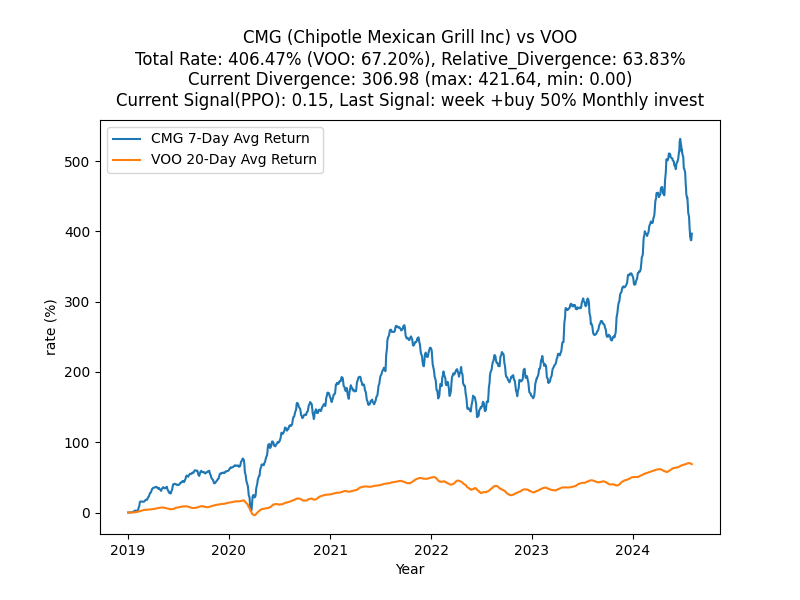 CMG (Chipotle Mexican Grill Inc) vs VOO
Total Rate: 406.47% (VOO: 67.20%), Relative_Divergence: 63.83%
Current Divergence: 306.98 (max: 421.64, min: 0.00)
Current Signal(PPO): 0.15, Last Signal: week +buy 50% Monthly invest
CMG 7-Day Avg Return
VOO 20-Day Avg Return
500
400
300
200
100
0
rate (%)
2019 2020 2021 2022 2023 2024
Year